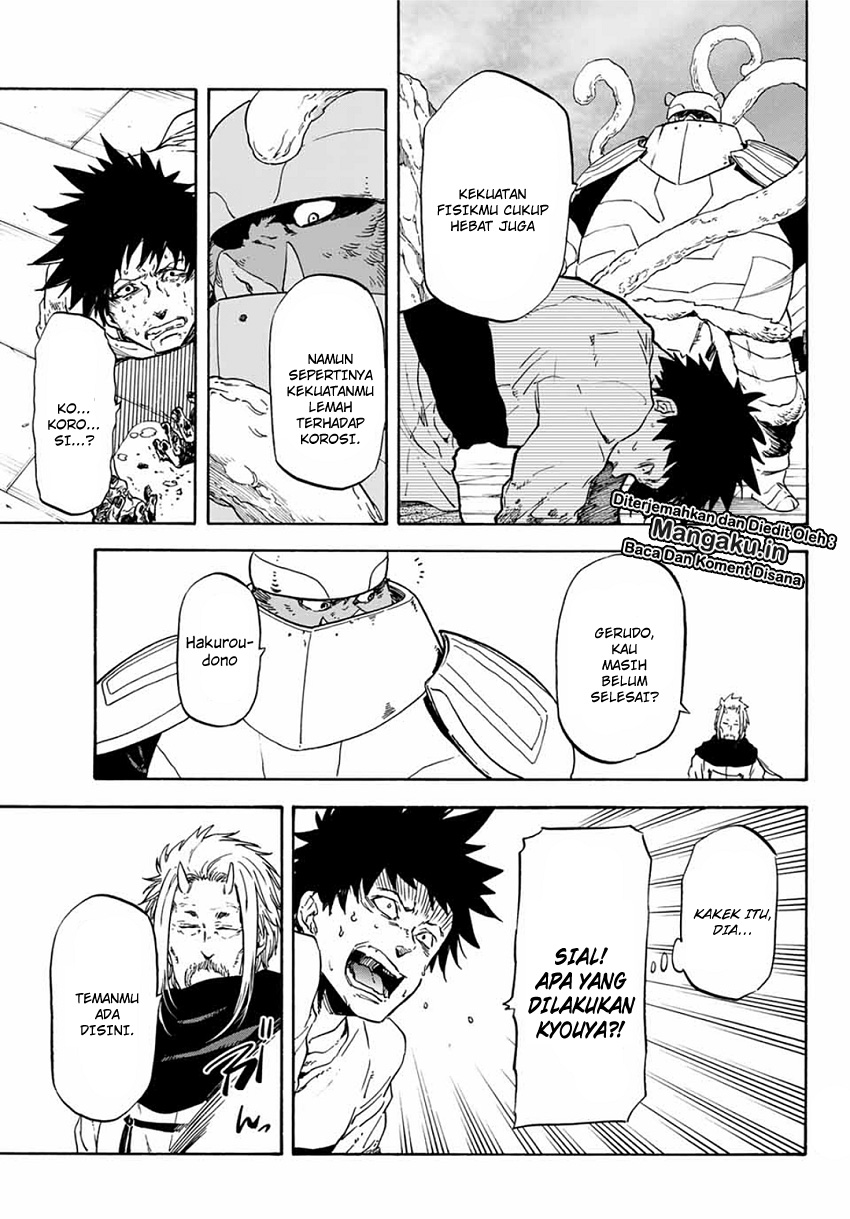 KEKUATAN
FISIKMU CUKUP
HEBAT JUGA
NAMUN
SEPERTINYA
KEKUATANMU
LEMAH
TERHADAP
KOROSI.
KO...
KORO...
SI...?
Diterjemahkan dan Diedit Oleh :
Mangaku.in
Baca Dan Koment Disana
GERUDO,
KAU
MASIH
BELUM
SELESAI?
Hakurou-
dono
KAKEK ITU,
DIA...
SIAL!
APA YANG
DILAKUKAN
KYOUYA?!
TEMANMU
ADA
DISINI.